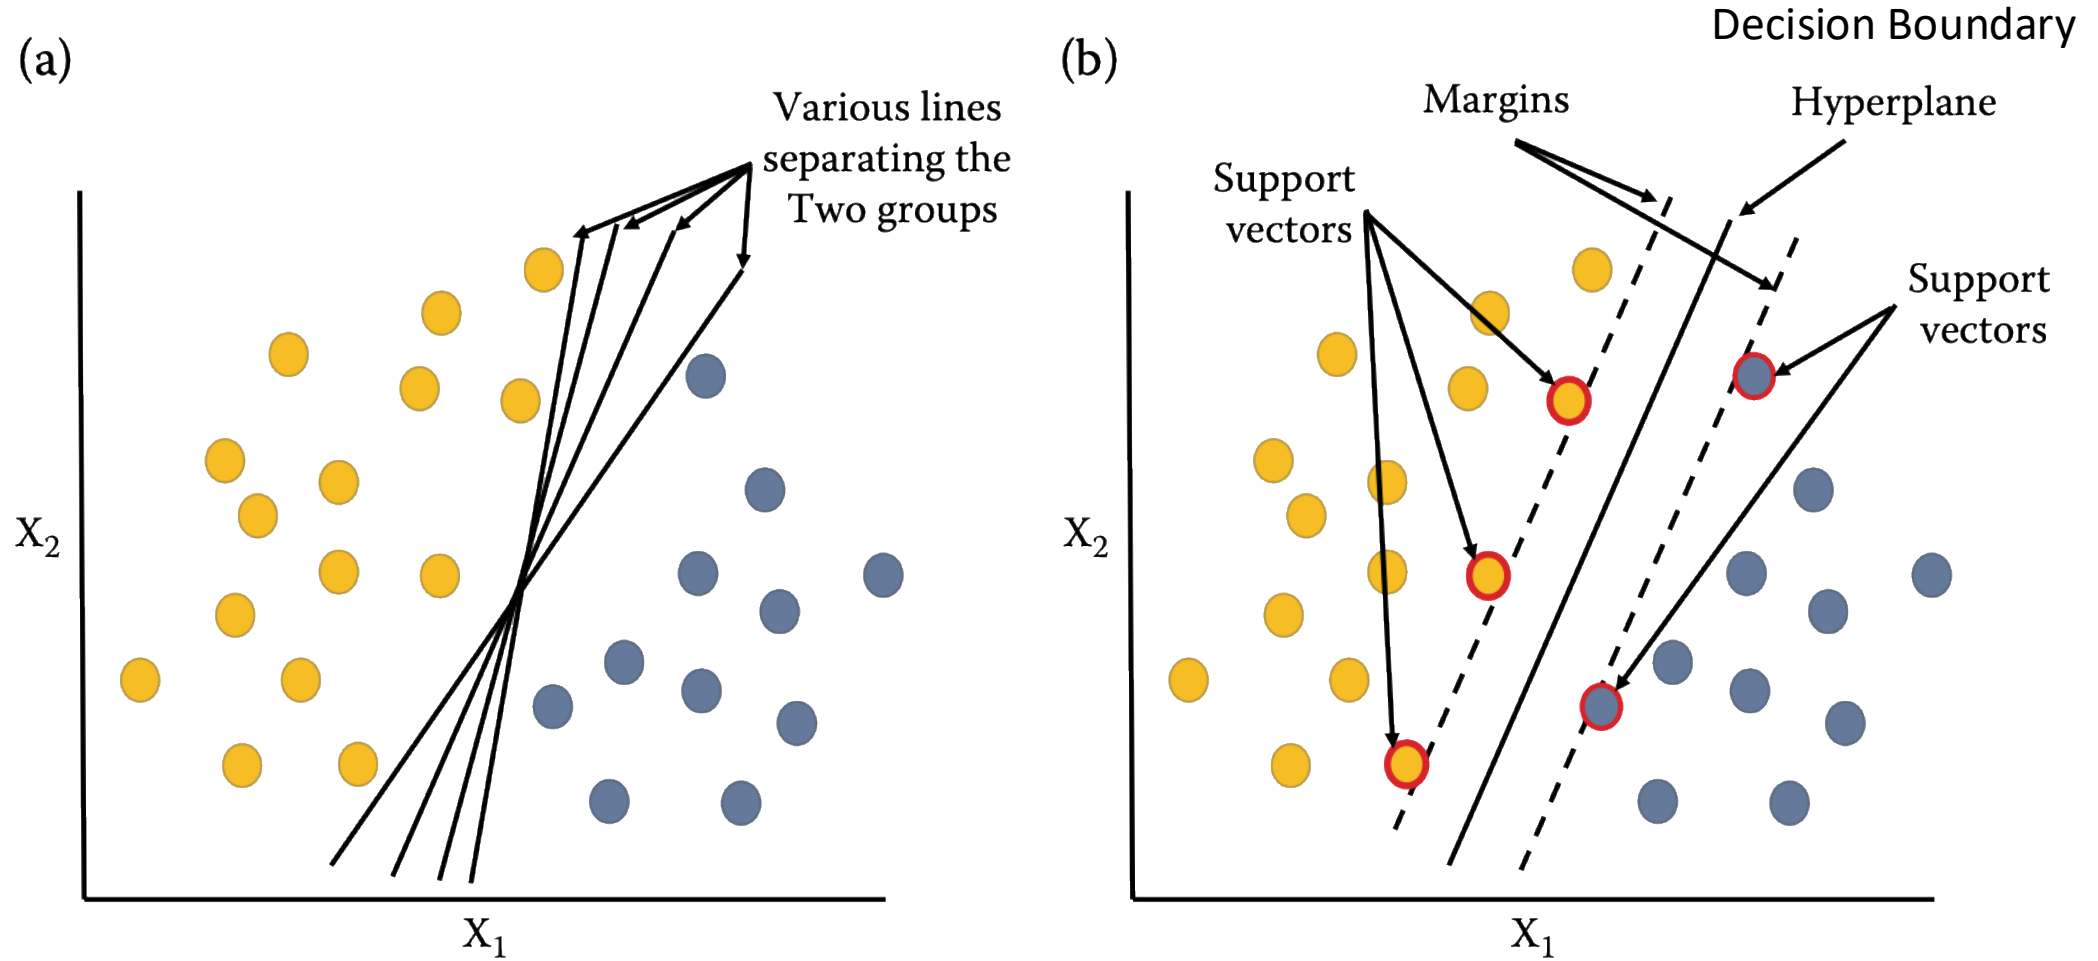 (a)
Various lines
separating the
Two groups
X₂
X₁
Decision Boundary
(b)
Margins
Hyperplane
Support
vectors
Support
vectors
X₂
X₁